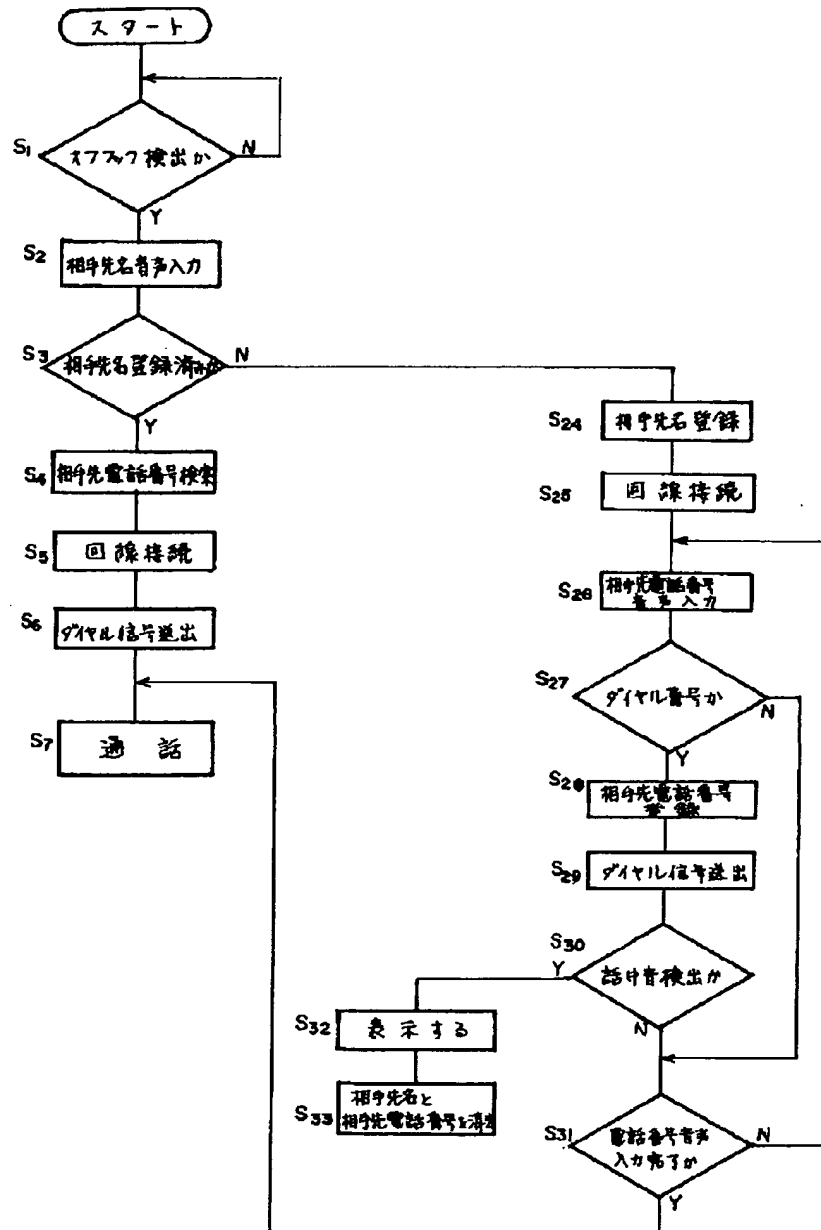 スタート
S1
オフフック検出か
N
Y
S2
相手先名音声入力
S3
相手先名登録済みか
N
Y
S4
相手先電話番号検索
S5
回線接続
S6
ダイヤル信号送出
S7
通話
S24
相手先名登録
S25
回線接続
S26
相手先電話番号
音声入力
S27
ダイヤル番号か
N
Y
S28
相手先電話番号
登録
S29
ダイヤル信号送出
S30
話中音検出か
Y
N
S32
表示する
S33
相手先名と
相手先電話番号を消去
S31
電話番号音声
入力完了か
N
Y